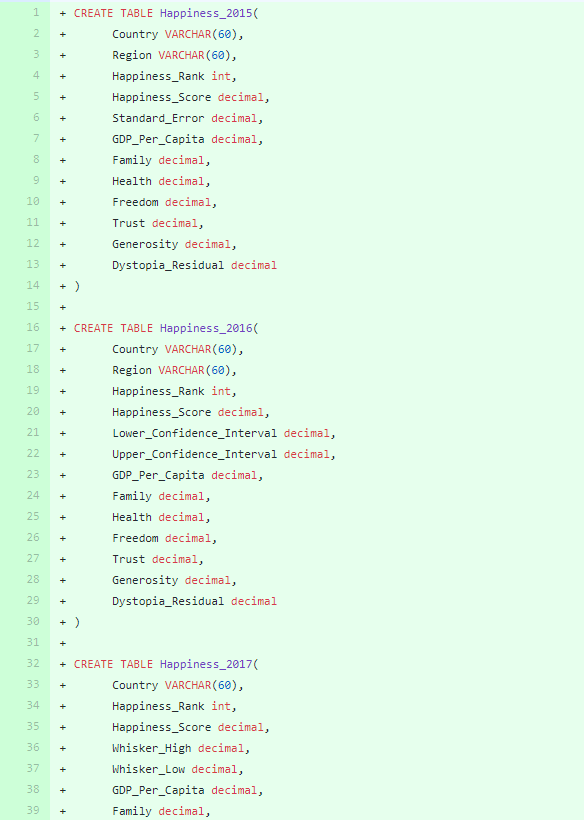 1 + CREATE TABLE Happiness_2015(
2 + Country VARCHAR(60),
3 + Region VARCHAR(60),
4 + Happiness_Rank int,
5 + Happiness_Score decimal,
6 + Standard_Error decimal,
7 + GDP_Per_Capita decimal,
8 + Family decimal,
9 + Health decimal,
10 + Freedom decimal,
11 + Trust decimal,
12 + Generosity decimal,
13 + Dystopia_Residual decimal
14 + )
15 +
16 + CREATE TABLE Happiness_2016(
17 + Country VARCHAR(60),
18 + Region VARCHAR(60),
19 + Happiness_Rank int,
20 + Happiness_Score decimal,
21 + Lower_Confidence_Interval decimal,
22 + Upper_Confidence_Interval decimal,
23 + GDP_Per_Capita decimal,
24 + Family decimal,
25 + Health decimal,
26 + Freedom decimal,
27 + Trust decimal,
28 + Generosity decimal,
29 + Dystopia_Residual decimal
30 + )
31 +
32 + CREATE TABLE Happiness_2017(
33 + Country VARCHAR(60),
34 + Happiness_Rank int,
35 + Happiness_Score decimal,
36 + Whisker_High decimal,
37 + Whisker_Low decimal,
38 + GDP_Per_Capita decimal,
39 + Family decimal,